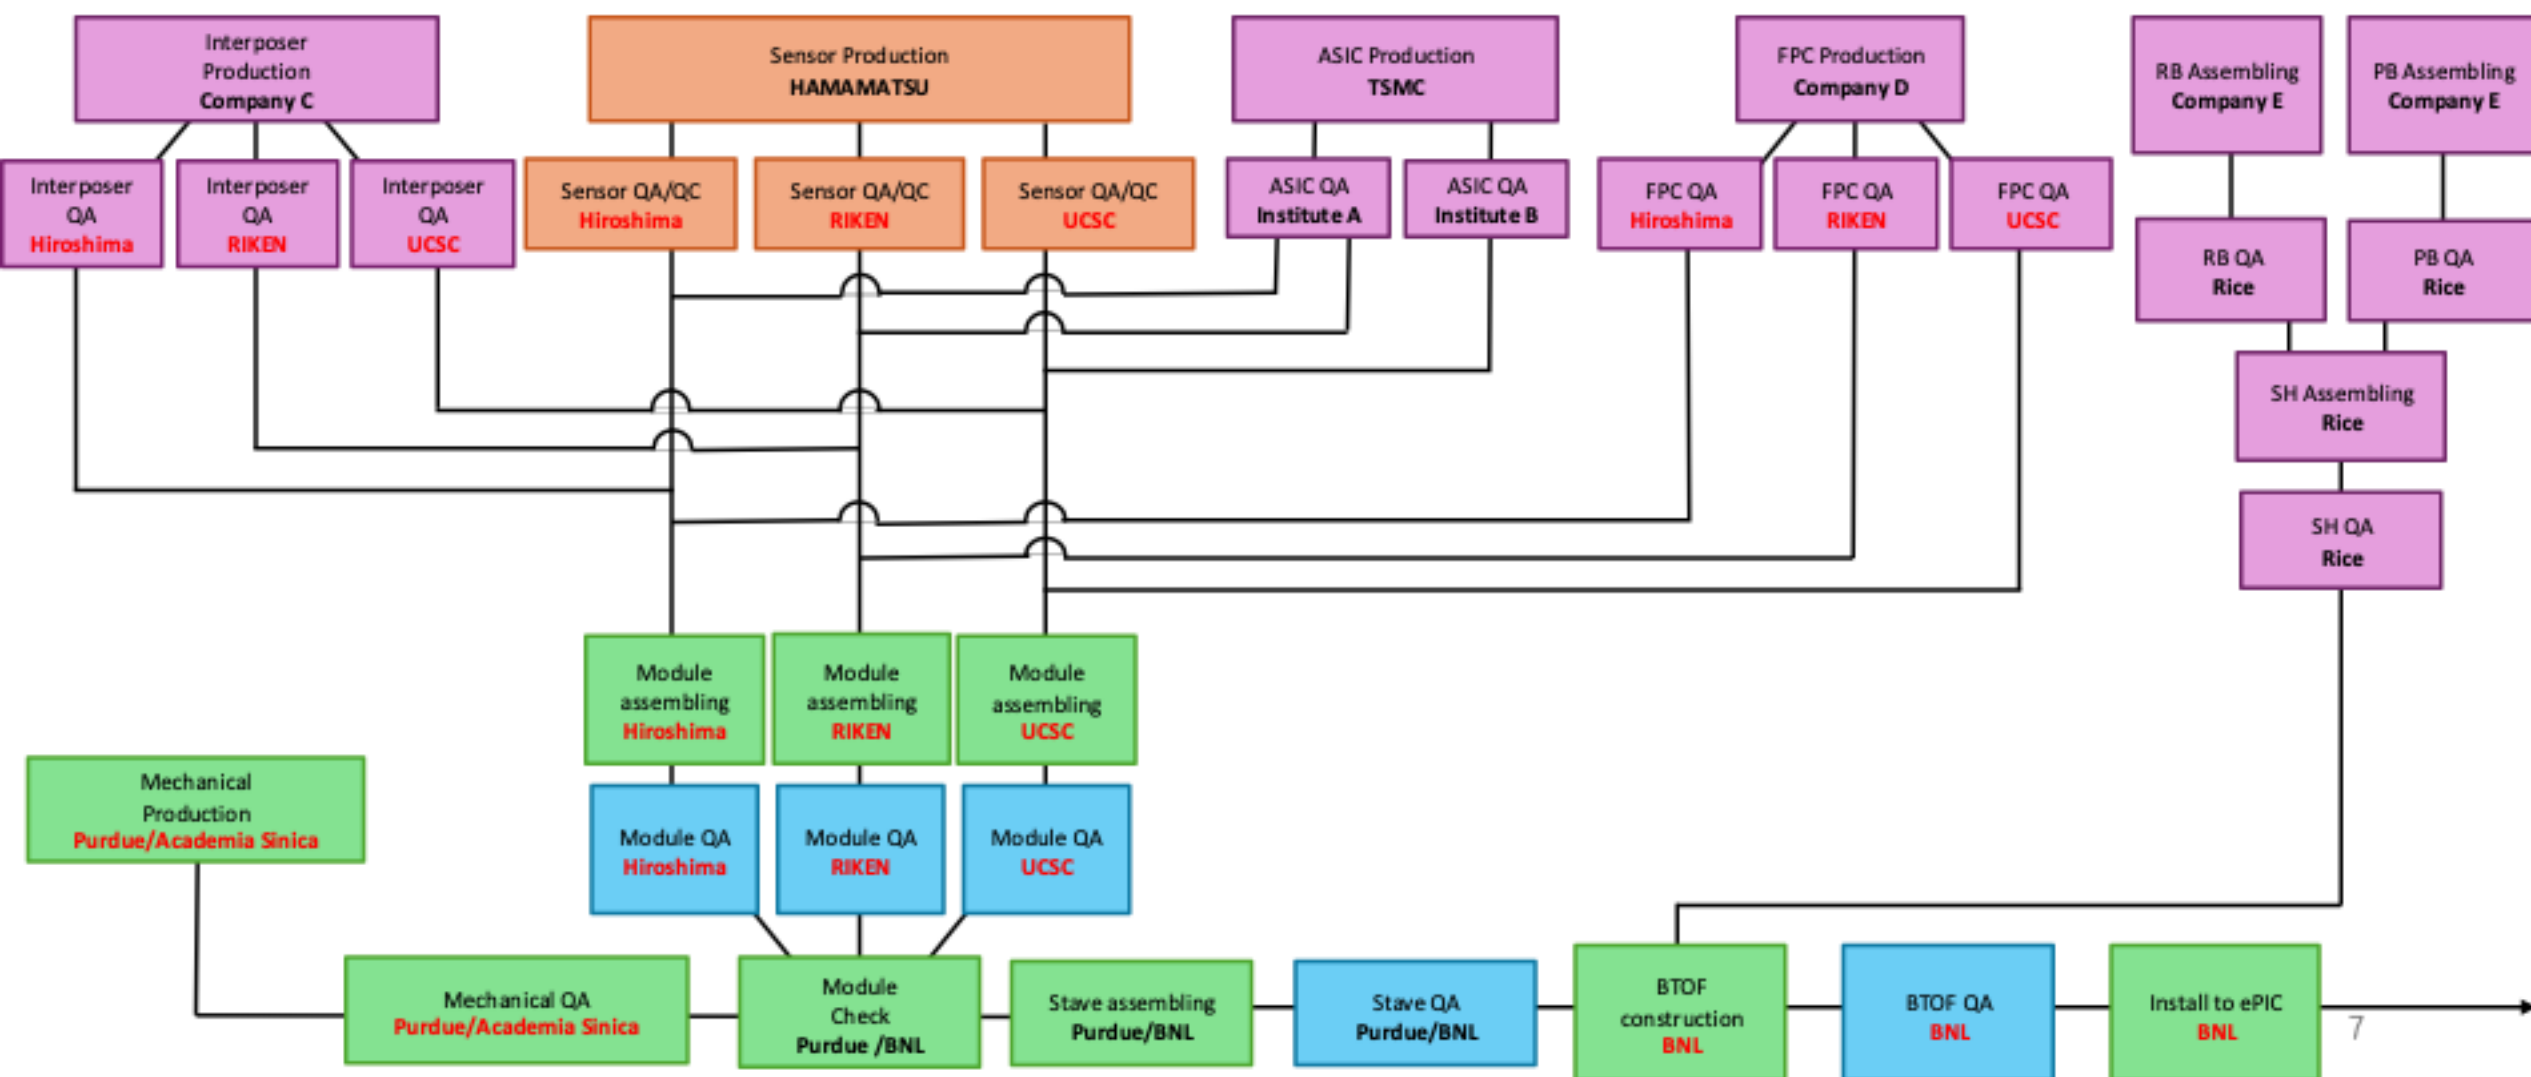 Interposer
Production
Company C
Sensor Production
HAMAMATSU
ASIC Production
TSMC
FPC Production
Company D
RB Assembling
Company E
PB Assembling
Company E
Interposer
QA
Hiroshima
Interposer
QA
RIKEN
Interposer
QA
UCSC
Sensor QA/QC
Hiroshima
Sensor QA/QC
RIKEN
Sensor QA/QC
UCSC
ASIC QA
Institute A
ASIC QA
Institute B
FPC QA
Hiroshima
FPC QA
RIKEN
FPC QA
UCSC
RB QA
Rice
PB QA
Rice
SH Assembling
Rice
SH QA
Rice
Module
assembling
Hiroshima
Module
assembling
RIKEN
Module
assembling
UCSC
Mechanical
Production
Purdue/Academia Sinica
Module QA
Hiroshima
Module QA
RIKEN
Module QA
UCSC
Mechanical QA
Purdue/Academia Sinica
Module
Check
Purdue /BNL
Stave assembling
Purdue/BNL
Stave QA
Purdue/BNL
BTOF
construction
BNL
BTOF QA
BNL
Install to ePIC
BNL
7